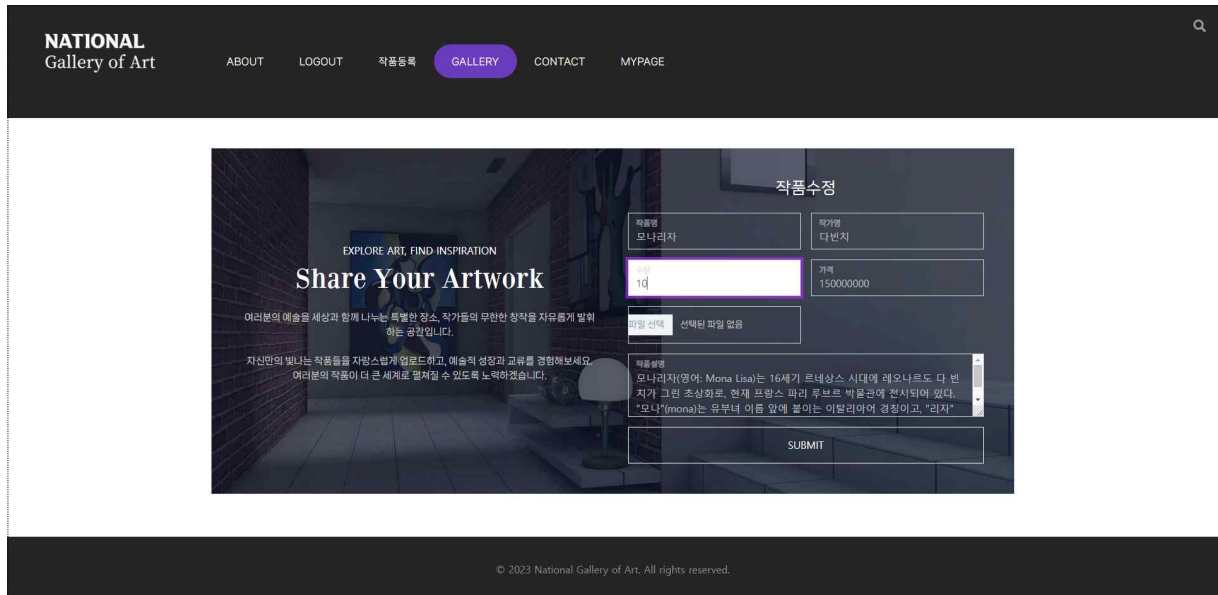 NATIONAL
Gallery of Art
ABOUT LOGOUT 작품등록 GALLERY CONTACT MYPAGE
EXPLORE ART, FIND INSPIRATION
Share Your Artwork
여러분의 예술을 세상과 함께 나누는 특별한 장소, 작가들의 무한한 창작을 자유롭게 발휘
하는 공간입니다.
자신만의 빛나는 작품들을 자랑스럽게 업로드하고, 예술적 성장과 교류를 경험해보세요.
여러분의 작품이 더 큰 세계로 펼쳐질 수 있도록 노력하겠습니다.
작품수정
작품명
모나리자
작가명
다빈치
수량
10
가격
150000000
파일 선택 선택된 파일 없음
작품설명
모나리자(영어: Mona Lisa)는 16세기 르네상스 시대에 레오나르도 다 빈
치가 그린 초상화로, 현재 프랑스 파리 루브르 박물관에 전시되어 있다.
"모나"(mona)는 유부녀 이름 앞에 붙이는 이탈리아어 경칭이고, "리자"
SUBMIT
© 2023 National Gallery of Art. All rights reserved.